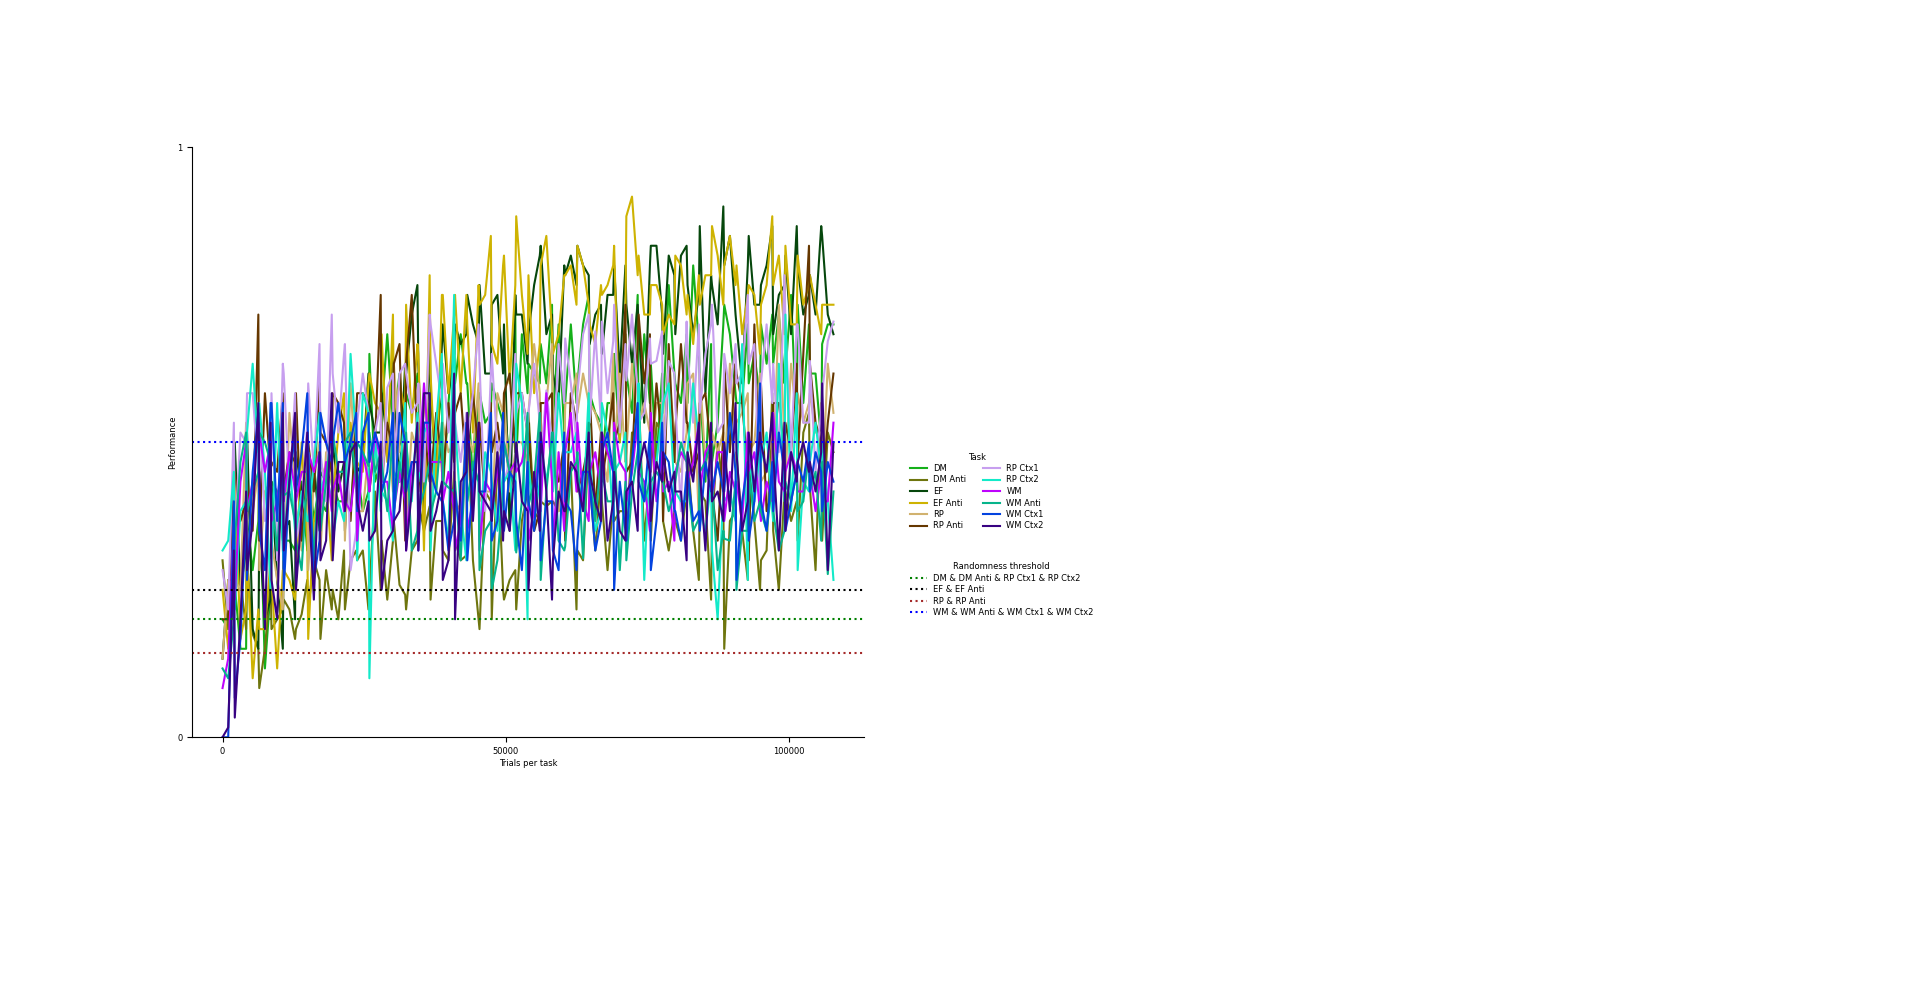 1
Performance
0
0 50000 100000
Trials per task
Task
DM RP Ctx1
DM Anti RP Ctx2
EF WM
EF Anti WM Anti
RP WM Ctx1
RP Anti WM Ctx2
Randomness threshold
DM & DM Anti & RP Ctx1 & RP Ctx2
EF & EF Anti
RP & RP Anti
WM & WM Anti & WM Ctx1 & WM Ctx2